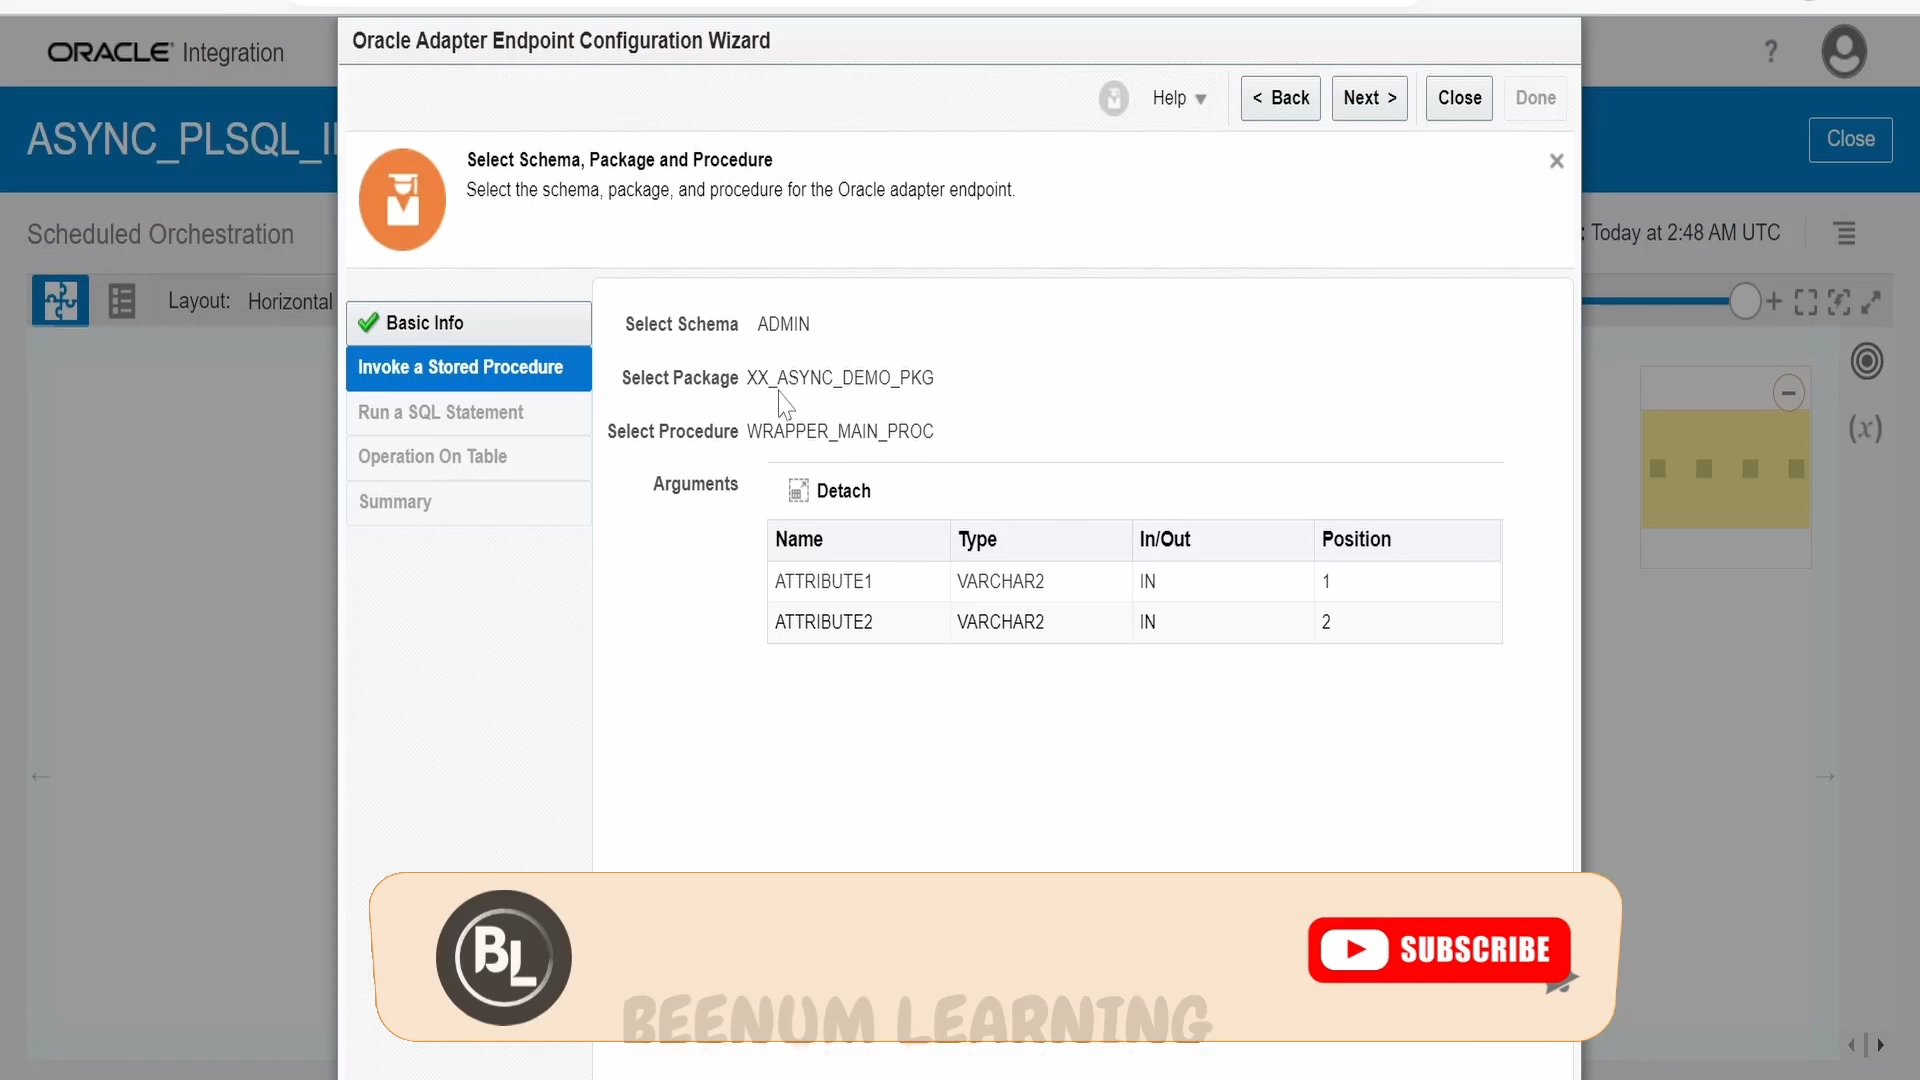 Oracle Adapter Endpoint Configuration Wizard
ORACLE Integration
?
Help
< Back
Next >
Close
Done
ASYNC_PLSQL_I
Close
Select Schema, Package and Procedure
Select the schema, package, and procedure for the Oracle adapter endpoint.
Scheduled Orchestration
: Today at 2:48 AM UTC
Layout: Horizontal
Basic Info
Invoke a Stored Procedure
Run a SQL Statement
Operation On Table
Summary
Select Schema ADMIN
Select Package XX_ASYNC_DEMO_PKG
Select Procedure WRAPPER_MAIN_PROC
Arguments
Detach
Name Type In/Out Position
ATTRIBUTE1 VARCHAR2 IN 1
ATTRIBUTE2 VARCHAR2 IN 2
(x)
BL
SUBSCRIBE
BEENUM LEARNING